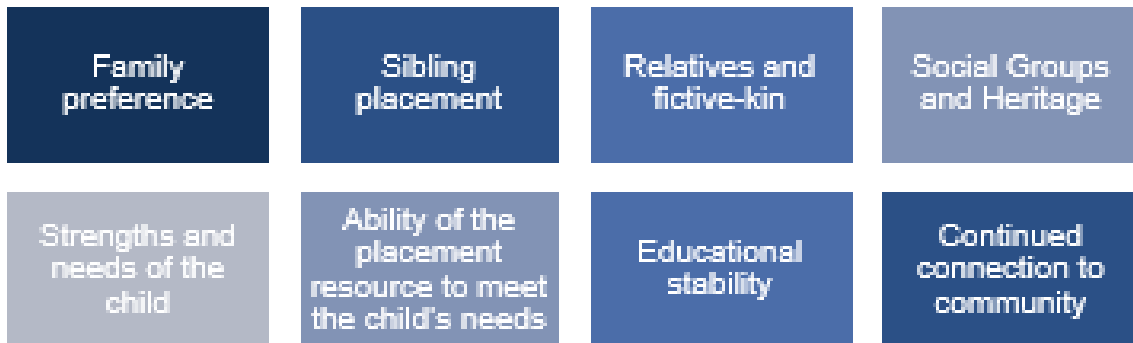 Family
preference
Sibling
placement
Relatives and
fictive-kin
Social Groups
and Heritage
Strengths and
needs of the
child
Ability of the
placement
resource to meet
the child's needs
Educational
stability
Continued
connection to
community